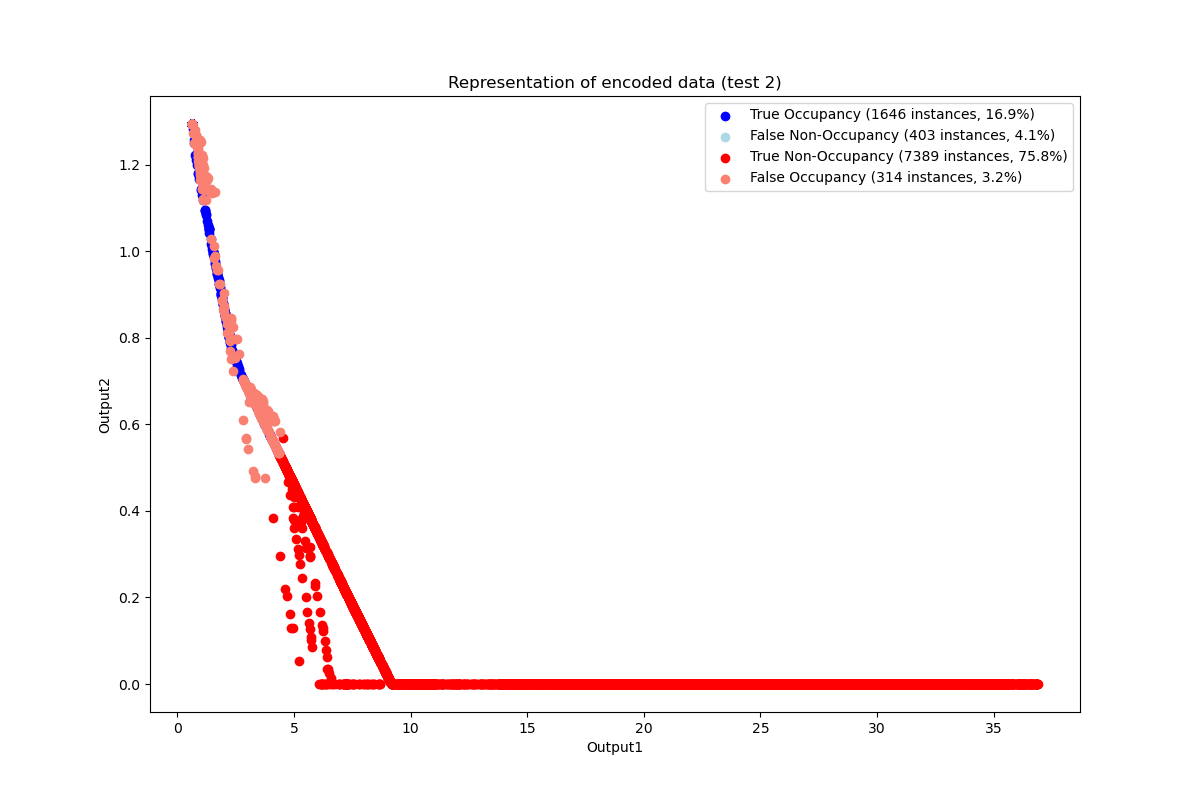 Representation of encoded data (test 2)
True Occupancy (1646 instances, 16.9%)
False Non-Occupancy (403 instances, 4.1%)
True Non-Occupancy (7389 instances, 75.8%)
False Occupancy (314 instances, 3.2%)
1.2
1.0
0.8
0.6
0.4
0.2
0.0
Output2
0 5 10 15 20 25 30 35
Output1